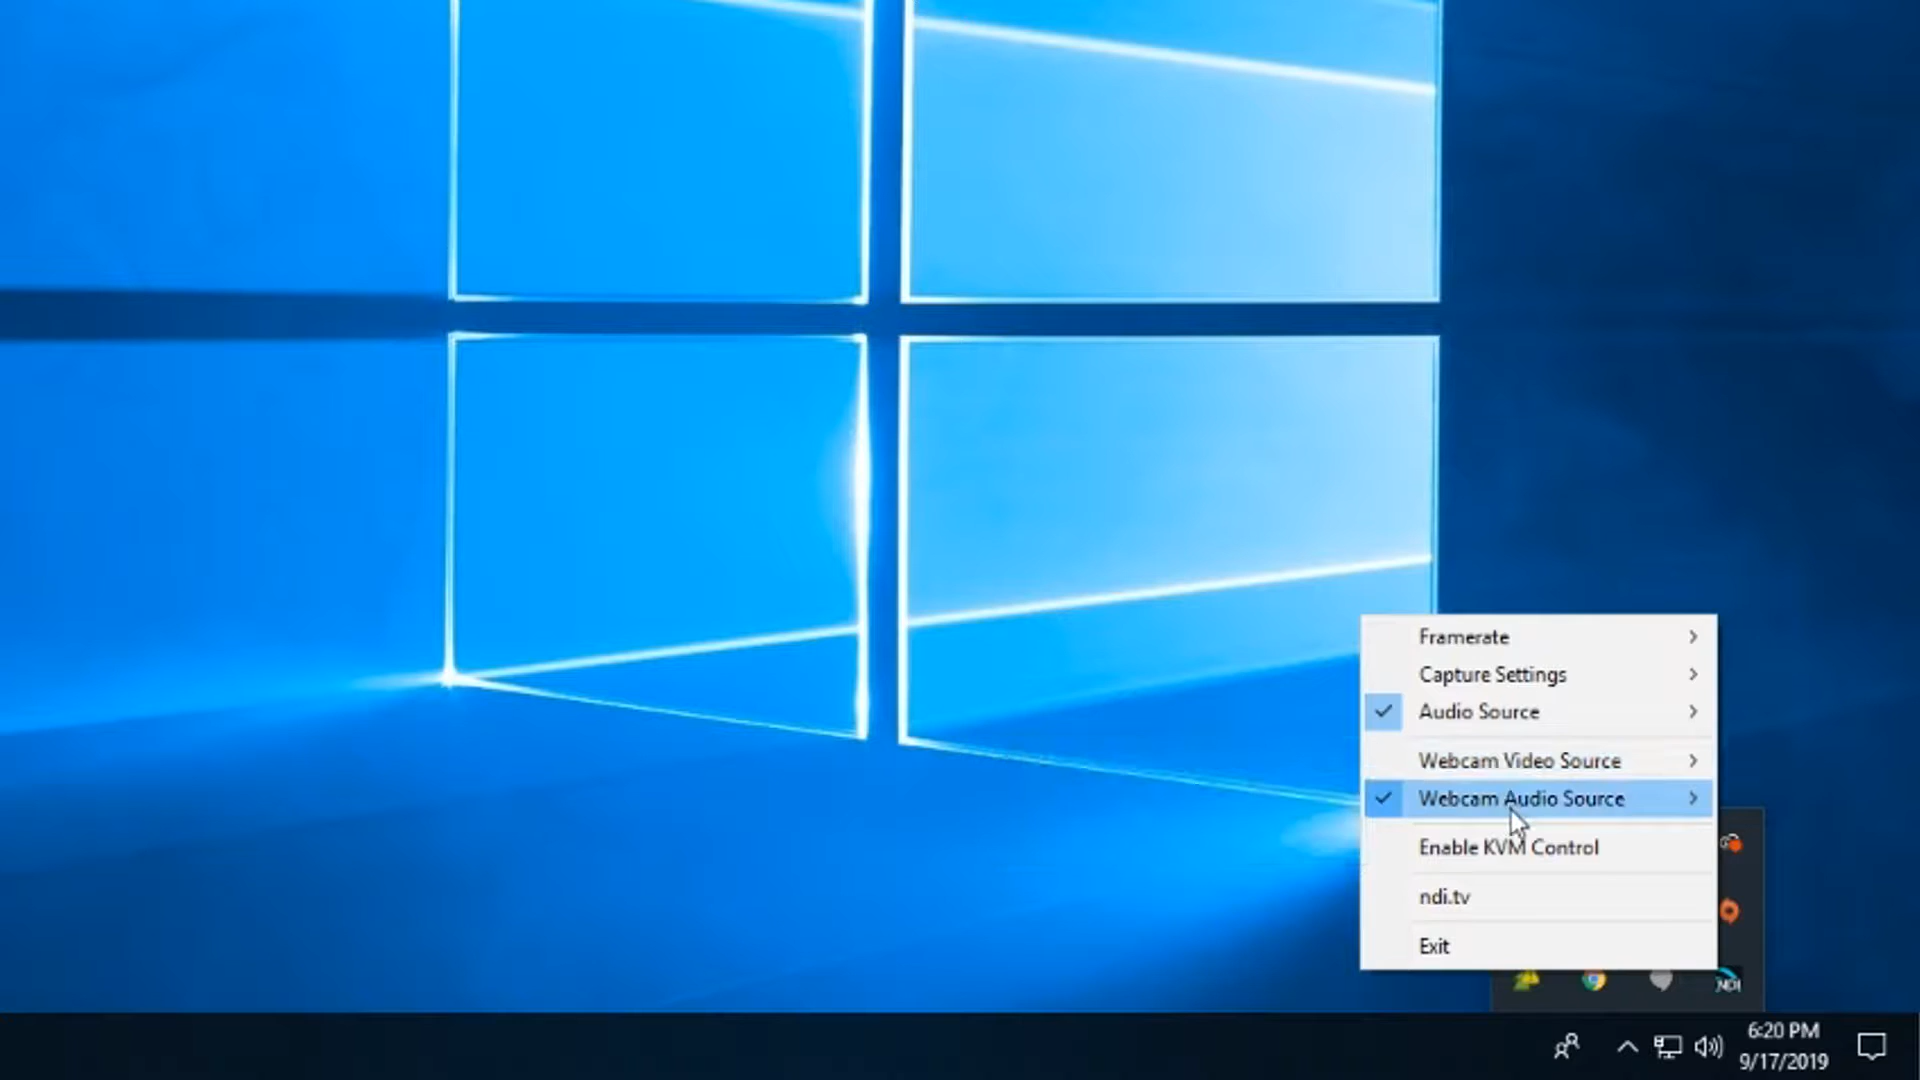 Framerate
Capture Settings
Audio Source
Webcam Video Source
Webcam Audio Source
Enable KVM Control
ndi.tv
Exit
NDI
6:20 PM
9/17/2019